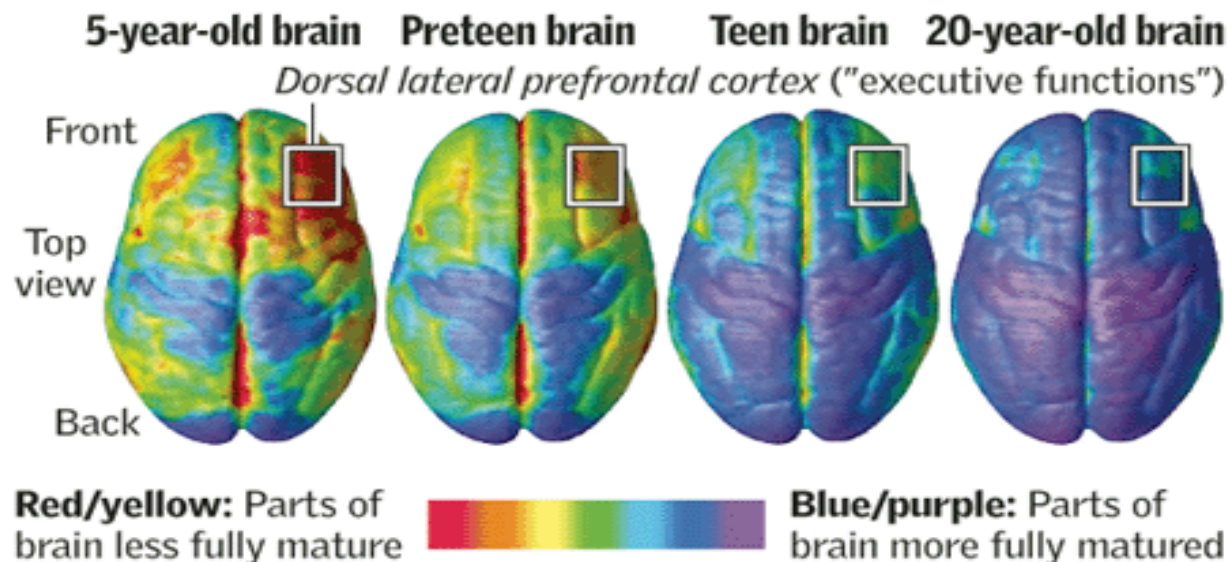 5-year-old brain Preteen brain Teen brain 20-year-old brain
Dorsal lateral prefrontal cortex ("executive functions")
Front
Top
view
Back
Red/yellow: Parts of
brain less fully mature
Blue/purple: Parts of
brain more fully matured